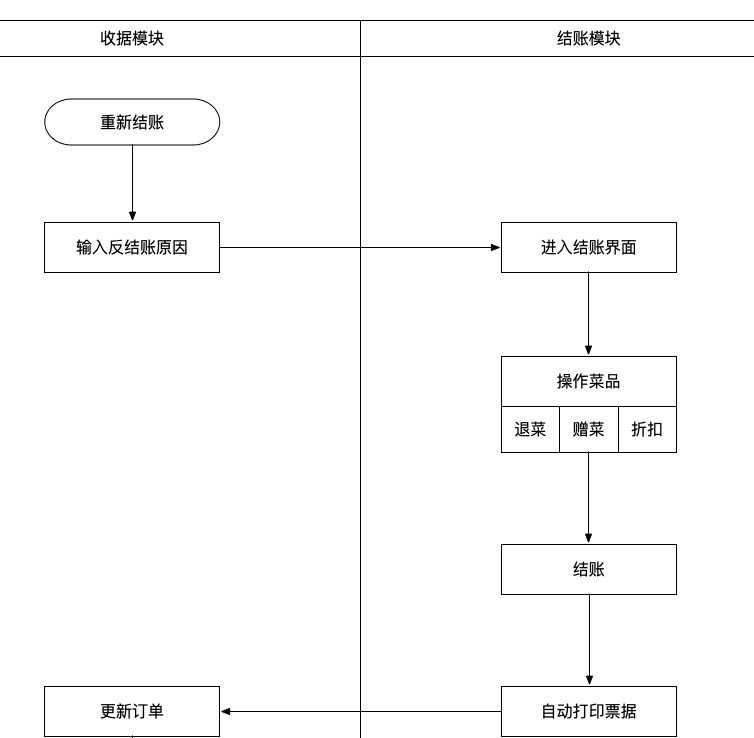 收据模块
结账模块
重新结账
输入反结账原因
进入结账界面
操作菜品
退菜
赠菜
折扣
结账
更新订单
自动打印票据